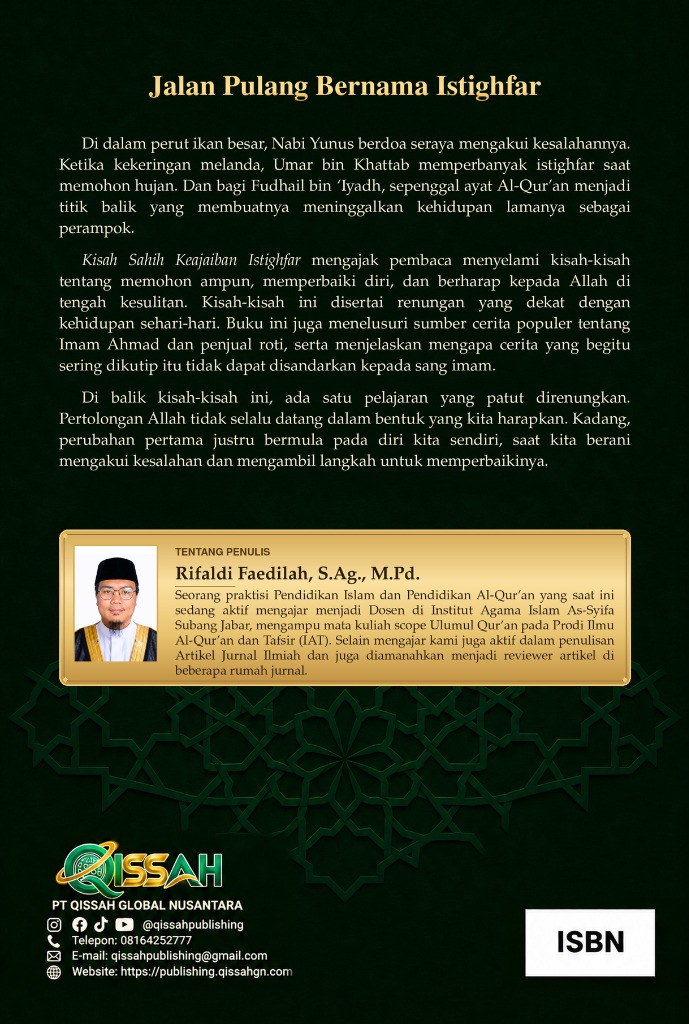 Jalan Pulang Bernama Istighfar
Di dalam perut ikan besar, Nabi Yunus berdoa seraya mengakui kesalahannya.
Ketika kekeringan melanda, Umar bin Khattab memperbanyak istighfar saat
memohon hujan. Dan bagi Fudhail bin ‘Iyadh, sepenggal ayat Al-Qur’an menjadi
titik balik yang membuatnya meninggalkan kehidupan lamanya sebagai
perampok.
Kisah Sahih Keajaiban Istighfar mengajak pembaca menyelami kisah-kisah
tentang memohon ampun, memperbaiki diri, dan berharap kepada Allah di
tengah kesulitan. Kisah-kisah ini disertai renungan yang dekat dengan
kehidupan sehari-hari. Buku ini juga menelusuri sumber cerita populer tentang
Imam Ahmad dan penjual roti, serta menjelaskan mengapa cerita yang begitu
sering dikutip itu tidak dapat disandarkan kepada sang imam.
Di balik kisah-kisah ini, ada satu pelajaran yang patut direnungkan.
Pertolongan Allah tidak selalu datang dalam bentuk yang kita harapkan. Kadang,
perubahan pertama justru bermula pada diri kita sendiri, saat kita berani
mengakui kesalahan dan mengambil langkah untuk memperbaikinya.
TENTANG PENULIS
Rifaldi Faedilah, S.Ag., M.Pd.
Seorang praktisi Pendidikan Islam dan Pendidikan Al-Qur’an yang saat ini
sedang aktif mengajar menjadi Dosen di Institut Agama Islam As-Syifa
Subang Jabar, mengampu mata kuliah scope Ulumul Qur’an pada Prodi Ilmu
Al-Qur’an dan Tafsir (IAT). Selain mengajar kami juga aktif dalam penulisan
Artikel Jurnal Ilmiah dan juga diamanahkan menjadi reviewer artikel di
beberapa rumah jurnal.
QISSAH
PT QISSAH GLOBAL NUSANTARA
@qissahpublishing
Telepon: 08164252777
E-mail: qissahpublishing@gmail.com
Website: https://publishing.qissahgn.com
ISBN